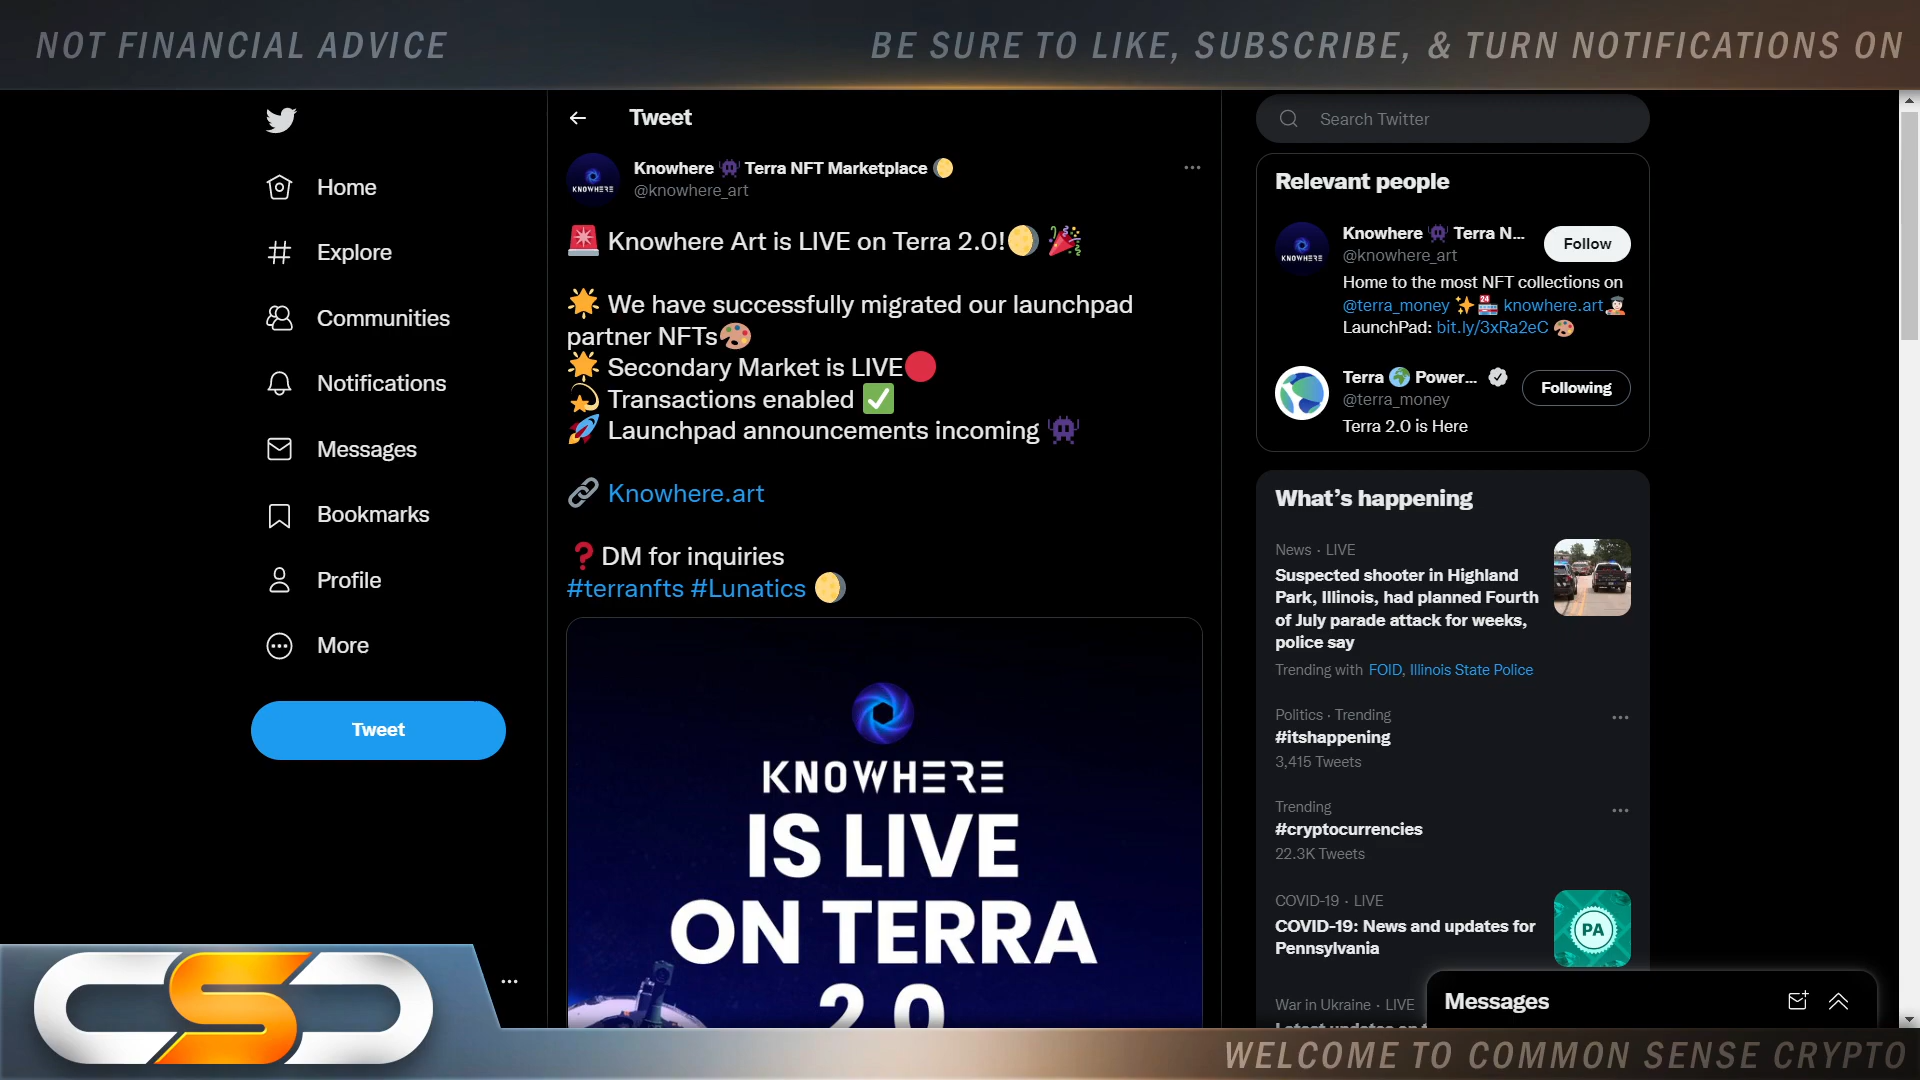 NOT FINANCIAL ADVICE
BE SURE TO LIKE, SUBSCRIBE, & TURN NOTIFICATIONS ON
Home
Explore
Communities
Notifications
Messages
Bookmarks
Profile
More
Tweet
Tweet
Knowhere 👾 Terra NFT Marketplace 🌔
@knowhere_art
🚨 Knowhere Art is LIVE on Terra 2.0!🌖 🎉
🌟 We have successfully migrated our launchpad
partner NFTs🎨
🌟 Secondary Market is LIVE🔴
💫 Transactions enabled ✅
🚀 Launchpad announcements incoming 👾
🔗 Knowhere.art
❓DM for inquiries
#terranfts #Lunatics 🌖
KNOWHERE
KNOWHERE
IS LIVE
ON TERRA
2.0
Search Twitter
Relevant people
KNOWHERE
Knowhere 👾 Terra N...
@knowhere_art
Follow
Home to the most NFT collections on
@terra_money ✨🏪 knowhere.art🧑🏻‍🎨
LaunchPad: bit.ly/3xRa2eC 🎨
Terra 🌍 Power...
@terra_money
Following
Terra 2.0 is Here
What's happening
News · LIVE
Suspected shooter in Highland
Park, Illinois, had planned Fourth
of July parade attack for weeks,
police say
Trending with FOID, Illinois State Police
Politics · Trending
#itshappening
3,415 Tweets
Trending
#cryptocurrencies
22.3K Tweets
COVID-19 · LIVE
COVID-19: News and updates for
Pennsylvania
PA
War in Ukraine · LIVE
Messages
CSC
WELCOME TO COMMON SENSE CRYPTO